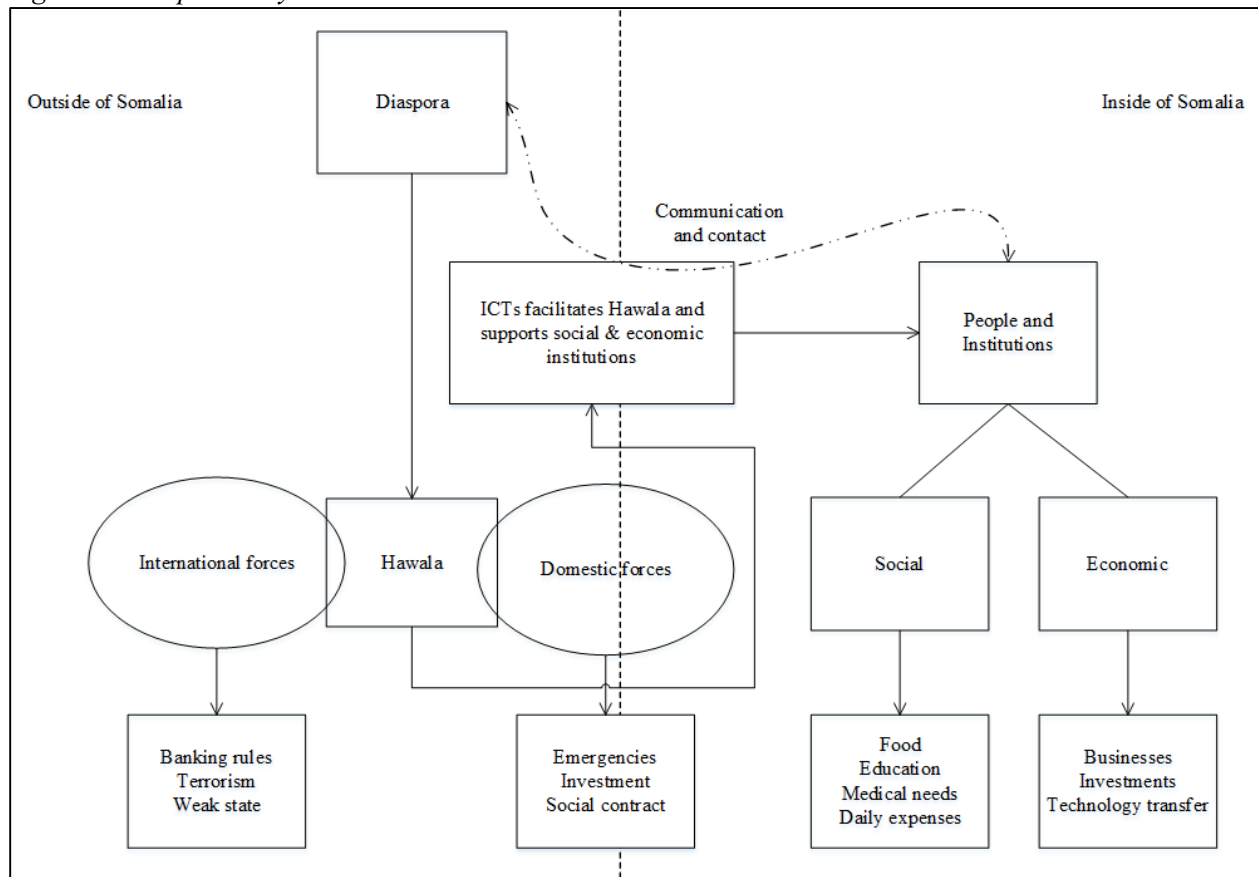 Outside of Somalia
Diaspora
Inside of Somalia
Communication
and contact
ICTs facilitates Hawala and
supports social & economic
institutions
People and
Institutions
International forces
Hawala
Domestic forces
Social
Economic
Banking rules
Terrorism
Weak state
Emergencies
Investment
Social contract
Food
Education
Medical needs
Daily expenses
Businesses
Investments
Technology transfer